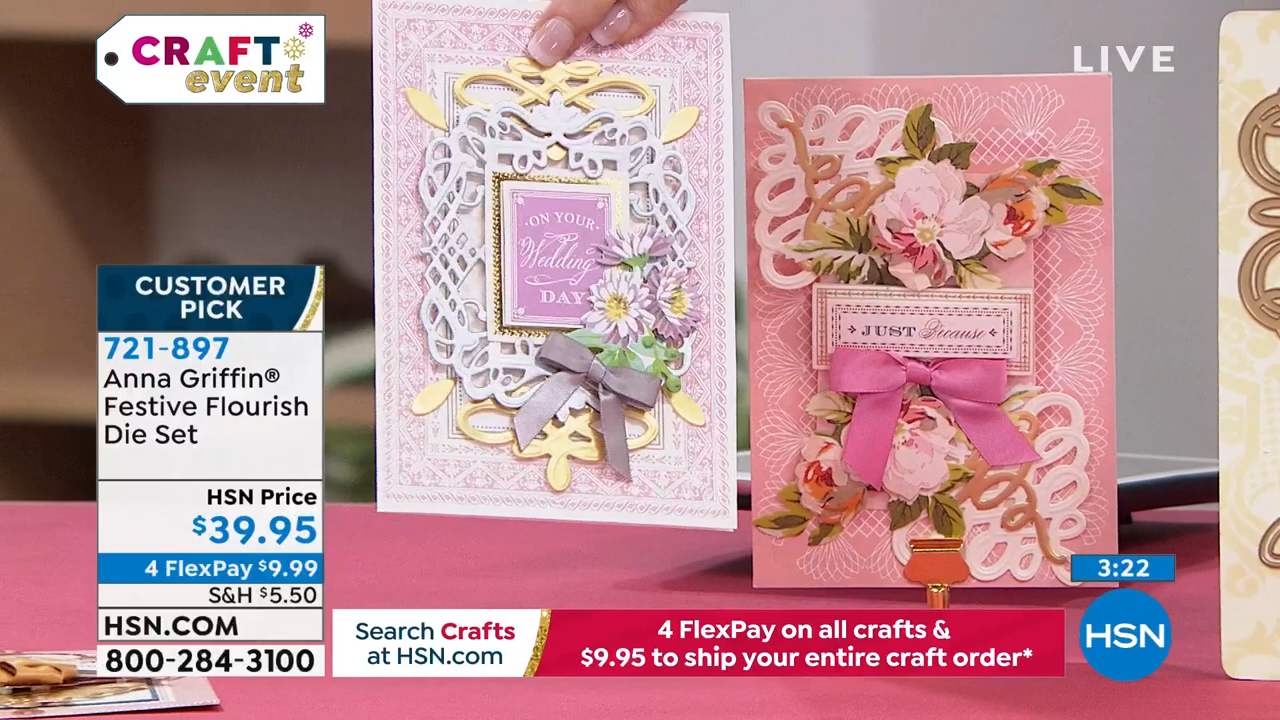 CRAFT
event
LIVE
ON YOUR
Wedding
DAY
JUST Because
CUSTOMER
PICK
721-897
Anna Griffin®
Festive Flourish
Die Set
HSN Price
$39.95
4 FlexPay $9.99
S&H $5.50
HSN.COM
800-284-3100
Search Crafts
at HSN.com
4 FlexPay on all crafts &
$9.95 to ship your entire craft order*
3:22
HSN